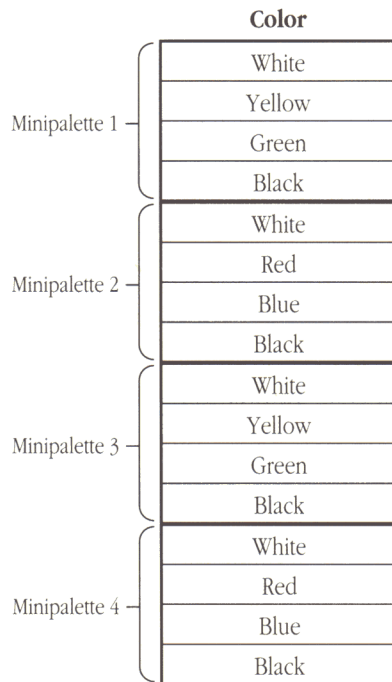 Color
White
Yellow
Minipalette 1
Green
Black
White
Red
Minipalette 2
Blue
Black
White
Yellow
Minipalette 3
Green
Black
White
Red
Minipalette 4
Blue
Black